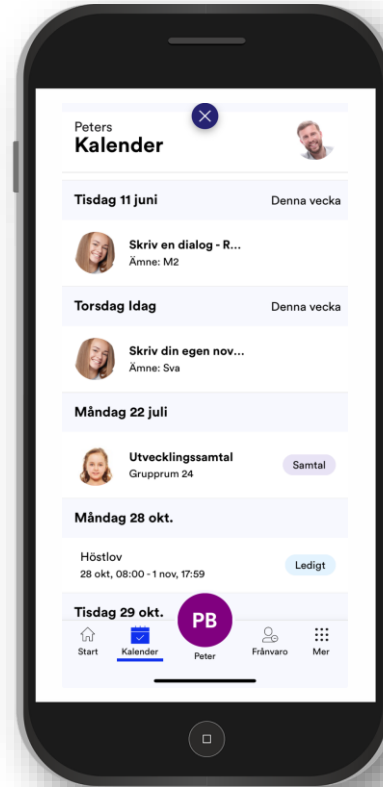 Peters
Kalender
Tisdag 11 juni Denna vecka
Skriv en dialog - R...
Ämne: M2
Torsdag Idag Denna vecka
Skriv din egen nov...
Ämne: Sva
Måndag 22 juli
Utvecklingssamtal
Grupprum 24
Samtal
Måndag 28 okt.
Höstlov
28 okt, 08:00 - 1 nov, 17:59
Ledigt
Tisdag 29 okt.
PB
Start Kalender Peter Frånvaro Mer